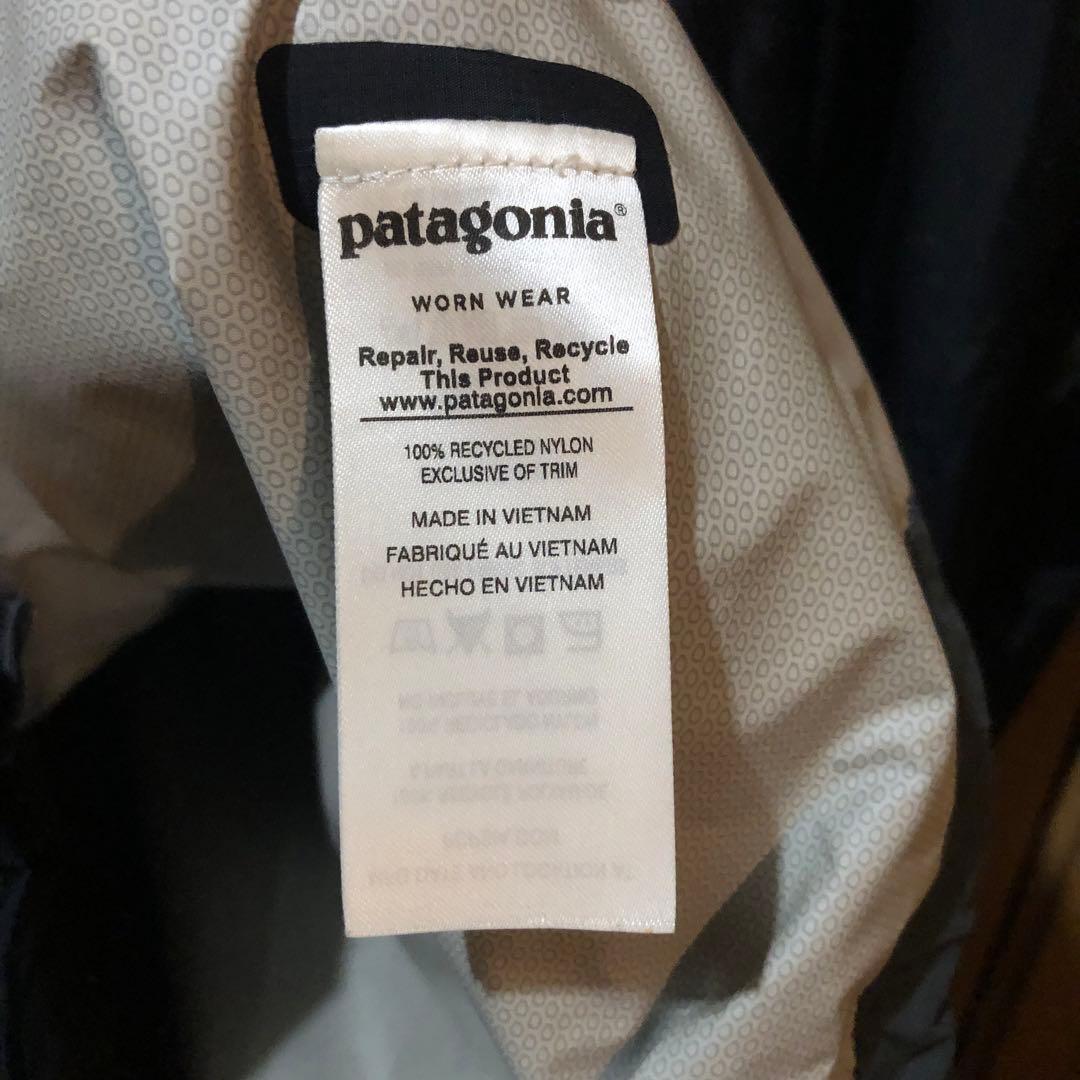 patagonia®
WORN WEAR
Repair, Reuse, Recycle
This Product
www.patagonia.com
100% RECYCLED NYLON
EXCLUSIVE OF TRIM
MADE IN VIETNAM
FABRIQUÉ AU VIETNAM
HECHO EN VIETNAM